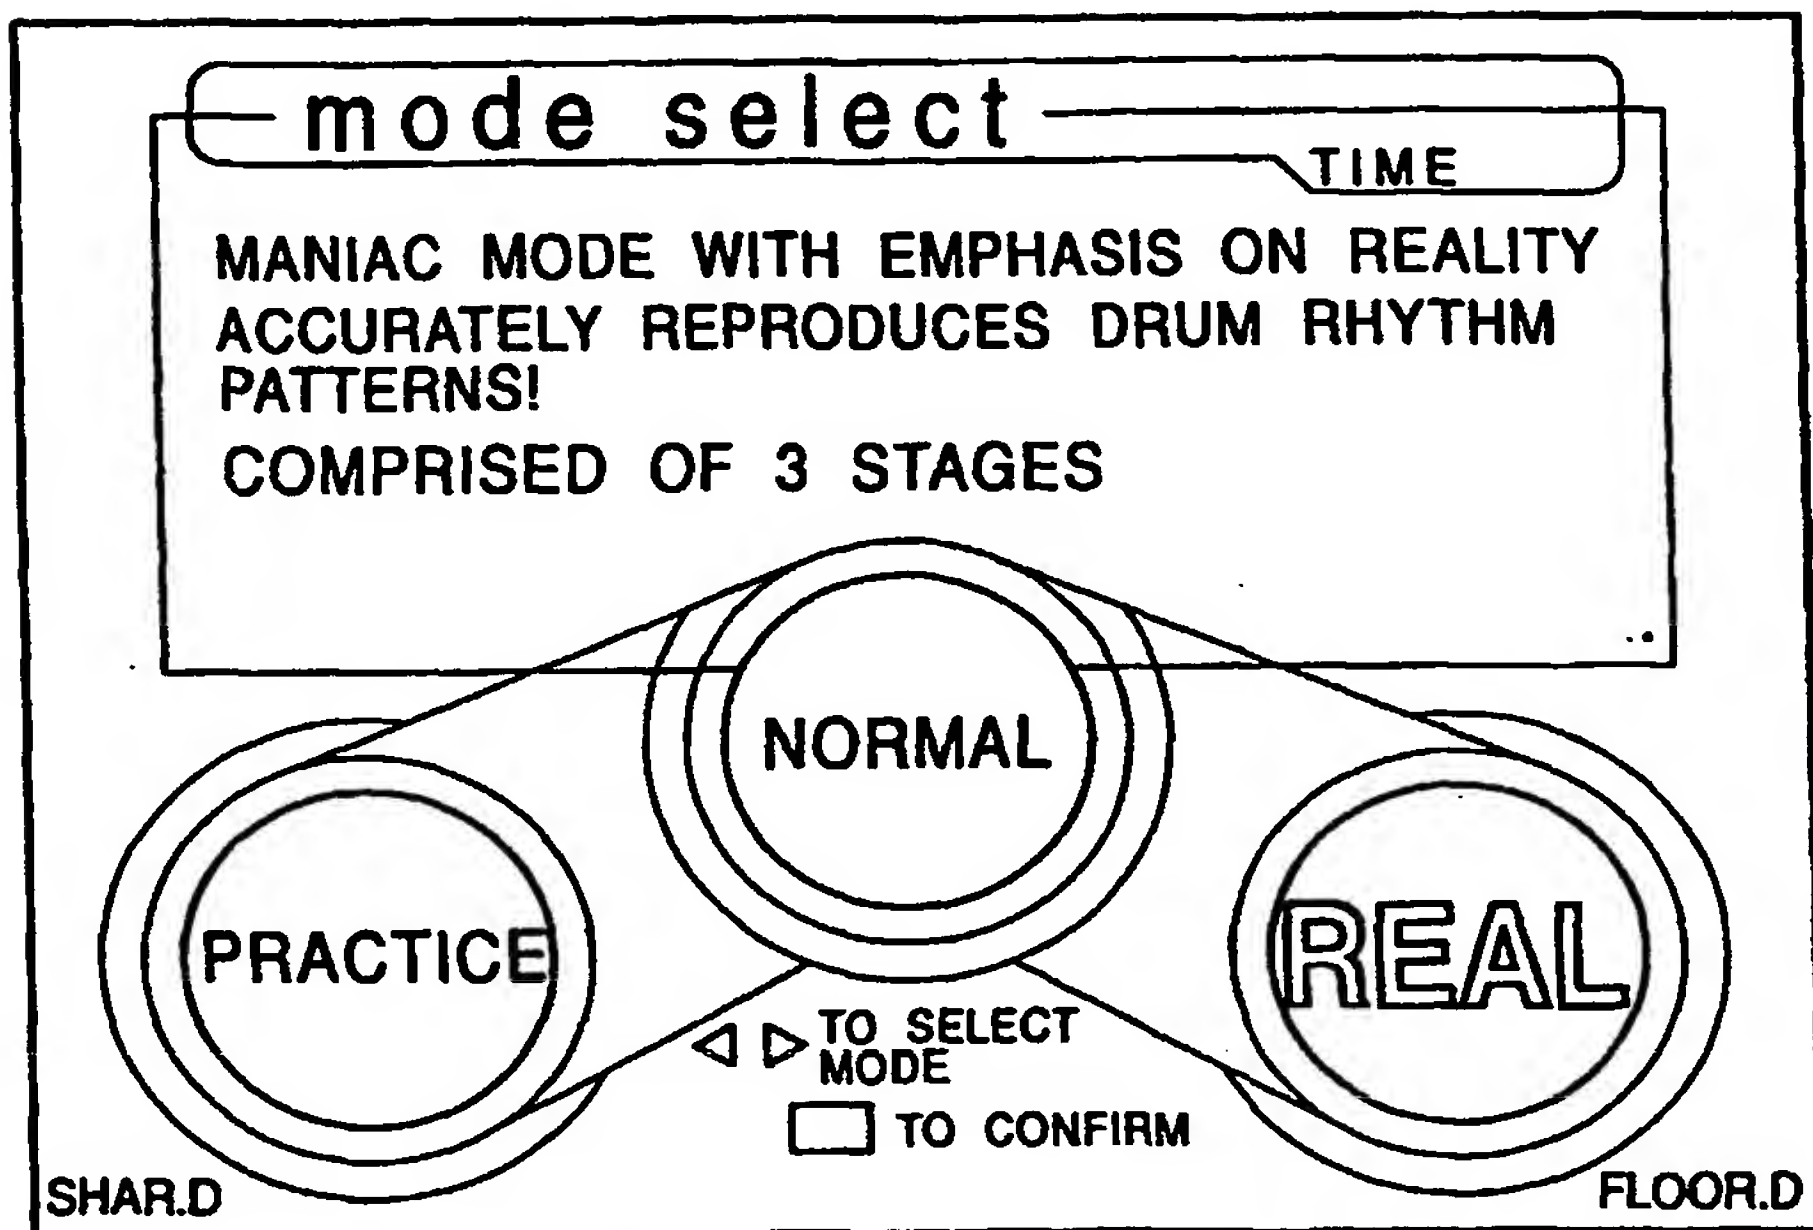 mode select
TIME
MANIAC MODE WITH EMPHASIS ON REALITY
ACCURATELY REPRODUCES DRUM RHYTHM
PATTERNS!
COMPRISED OF 3 STAGES
NORMAL
PRACTICE
REAL
TO SELECT
MODE
TO CONFIRM
SHAR.D
FLOOR.D